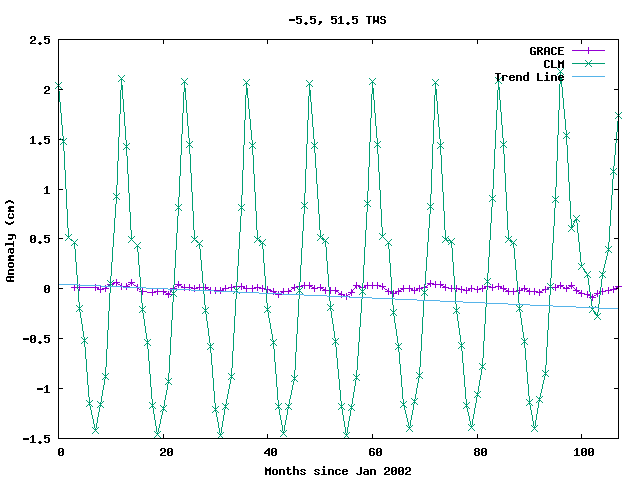 -5.5, 51.5 TWS
GRACE
CLM
Trend Line
2.5
2
1.5
1
0.5
0
-0.5
-1
-1.5
Anomaly (cm)
0 20 40 60 80 100
Months since Jan 2002